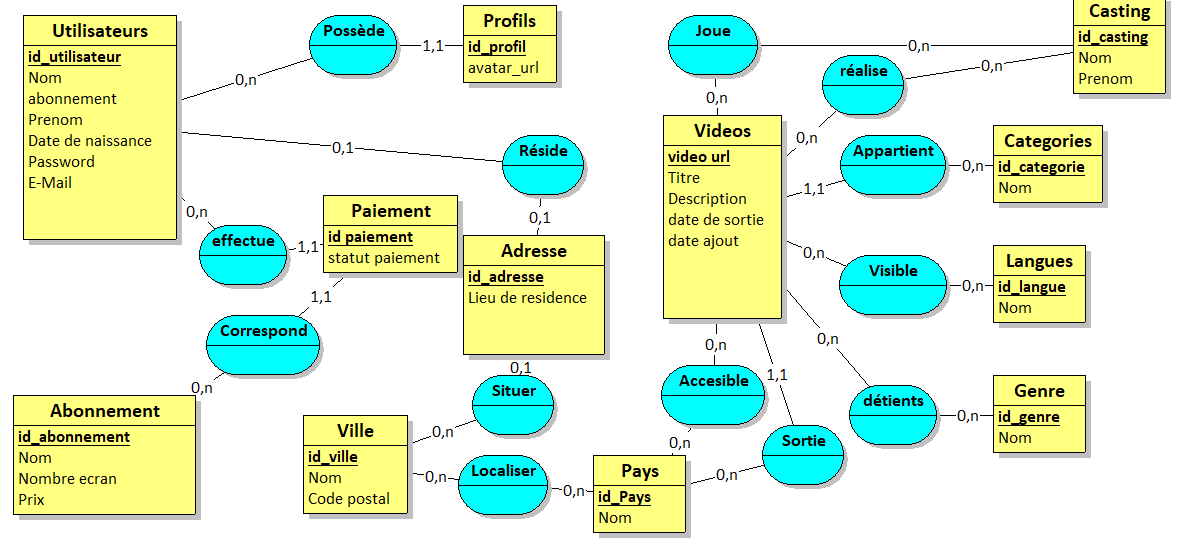 Utilisateurs
id_utilisateur
Nom
abonnement
Prenom
Date de naissance
Password
E-Mail
Possède
0,n
1,1
Profils
id_profil
avatar_url
0,1
Réside
0,1
0,n
effectue
1,1
Paiement
id paiement
statut paiement
1,1
Correspond
0,n
Abonnement
id_abonnement
Nom
Nombre ecran
Prix
Adresse
id_adresse
Lieu de residence
0,1
Situer
0,n
Ville
id_ville
Nom
Code postal
0,n
Localiser
0,n
Pays
id_Pays
Nom
Joue
0,n
0,n
Casting
id_casting
Nom
Prenom
réalise
0,n
0,n
Videos
video url
Titre
Description
date de sortie
date ajout
Appartient
1,1
0,n
Categories
id_categorie
Nom
0,n
Visible
0,n
Langues
id_langue
Nom
0,n
détients
0,n
Genre
id_genre
Nom
0,n
Accesible
0,n
1,1
Sortie
0,n